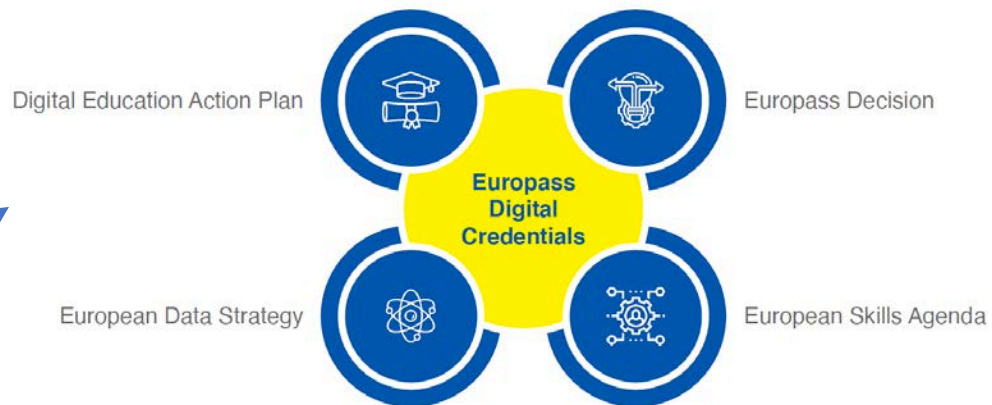 Digital Education Action Plan
Europass Decision
Europass
Digital
Credentials
European Data Strategy
European Skills Agenda